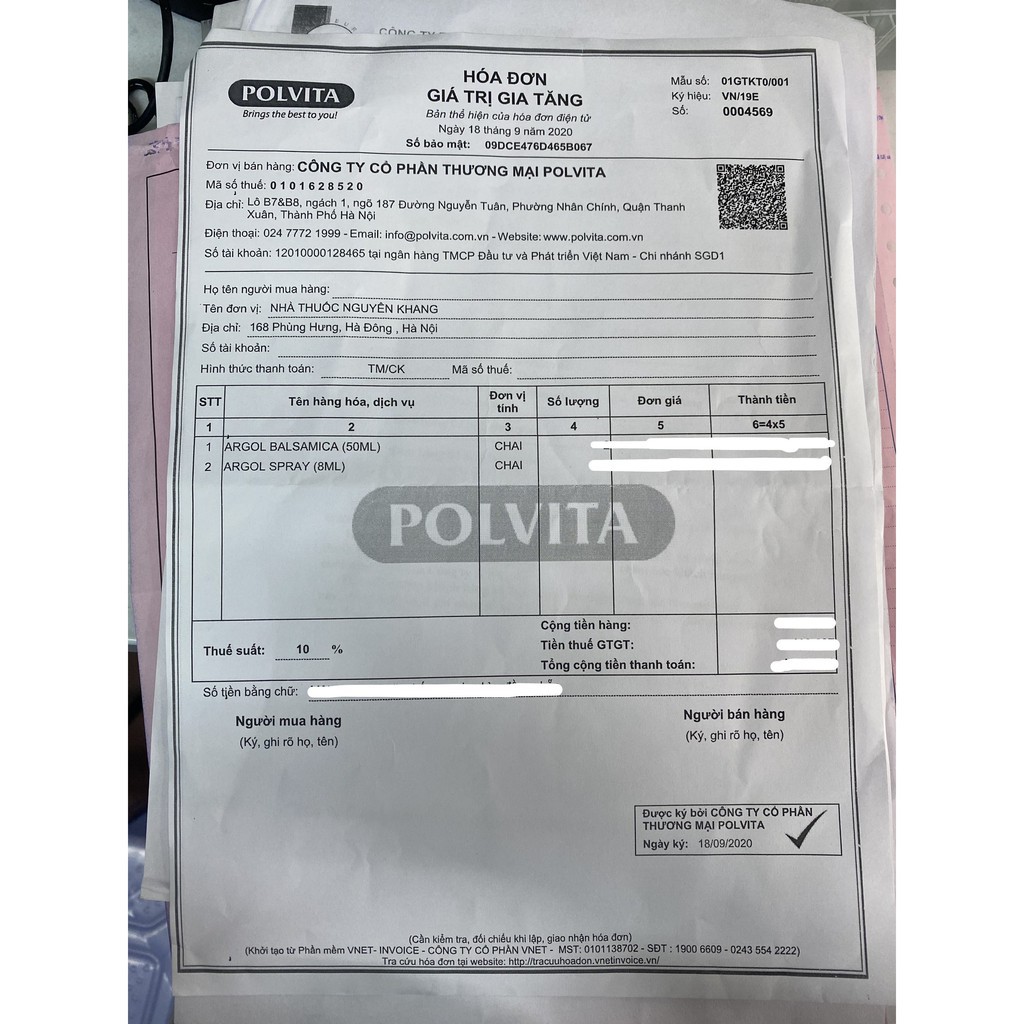 CÔNG TY
POLVITA
Brings the best to you!
HÓA ĐƠN
GIÁ TRỊ GIA TĂNG
Bản thể hiện của hóa đơn điện tử
Ngày 18 tháng 9 năm 2020
Số bảo mật: 09DCE476D465B067
Mẫu số: 01GTKT0/001
Ký hiệu: VN/19E
Số: 0004569
Đơn vị bán hàng: CÔNG TY CỔ PHẦN THƯƠNG MẠI POLVITA
Mã số thuế: 0101628520
Địa chỉ: Lô B7&B8, ngách 1, ngõ 187 Đường Nguyễn Tuân, Phường Nhân Chính, Quận Thanh
Xuân, Thành Phố Hà Nội
Điện thoại: 024 7772 1999 - Email: info@polvita.com.vn - Website: www.polvita.com.vn
Số tài khoản: 12010000128465 tại ngân hàng TMCP Đầu tư và Phát triển Việt Nam - Chi nhánh SGD1
Họ tên người mua hàng:
Tên đơn vị: NHÀ THUỐC NGUYÊN KHANG
Địa chỉ: 168 Phùng Hưng, Hà Đông , Hà Nội
Số tài khoản:
Hình thức thanh toán: TM/CK Mã số thuế:
STT Tên hàng hóa, dịch vụ Đơn vị tính Số lượng Đơn giá Thành tiền
1 2 3 4 5 6=4x5
1 ARGOL BALSAMICA (50ML) CHAI
2 ARGOL SPRAY (8ML) CHAI
POLVITA
Cộng tiền hàng:
Thuế suất: 10 % Tiền thuế GTGT:
Tổng cộng tiền thanh toán:
Số tiền bằng chữ:
Người mua hàng Người bán hàng
(Ký, ghi rõ họ, tên) (Ký, ghi rõ họ, tên)
Được ký bởi CÔNG TY CỔ PHẦN
THƯƠNG MẠI POLVITA
Ngày ký: 18/09/2020
(Cần kiểm tra, đối chiếu khi lập, giao nhận hóa đơn)
(Khởi tạo từ Phần mềm VNET- INVOICE - CÔNG TY CỔ PHẦN VNET - MST: 0101138702 - SĐT : 1900 6609 - 0243 554 2222)
Tra cứu hóa đơn tại website: http://tracuuhoadon.vnetinvoice.vn/